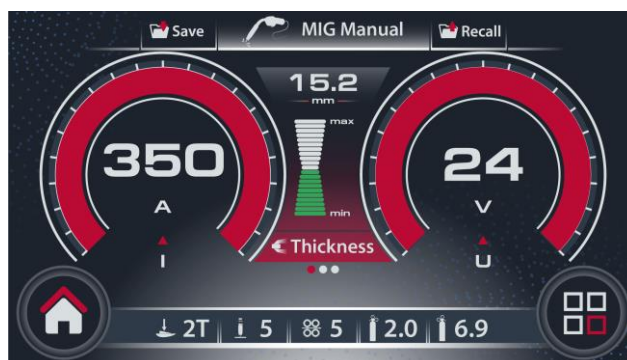 Save
MIG Manual
Recall
15.2
mm
max
min
Thickness
350
A
I
24
V
U
2T
5
5
2.0
6.9